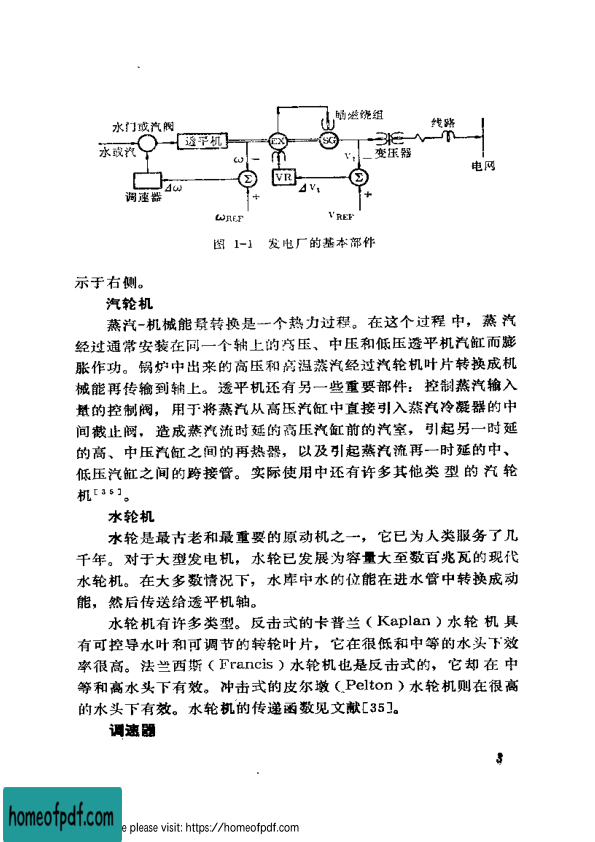 水门或汽阀
励磁绕组
线路
透平机
EX
SG
水或汽
ω
−
VR
Σ
Δω
ΔVt
Vt
−
Σ
变压器
电网
调速器
+
+
ωREF
VREF
图 1-1 发电厂的基本部件
示于右侧。
汽轮机
蒸汽-机械能量转换是一个热力过程。在这个过程 中，蒸 汽
经过通常安装在同一个轴上的高压、中压和低压透平机汽缸而膨
胀作功。锅炉中出来的高压和高温蒸汽经过汽轮机叶片转换成机
械能再传输到轴上。透平机还有另一些重要部件：控制蒸汽输入
量的控制阀，用于将蒸汽从高压汽缸中直接引入蒸汽冷凝器的中
间截止阀，造成蒸汽流时延的高压汽缸前的汽室，引起另一时延
的高、中压汽缸之间的再热器，以及引起蒸汽流再一时延的中、
低压汽缸之间的跨接管。实际使用中还有许多其他类 型 的 汽 轮
机[35]。
水轮机
水轮是最古老和最重要的原动机之一，它已为人类服务了几
千年。对于大型发电机，水轮已发展为容量大至数百兆瓦的现代
水轮机。在大多数情况下，水库中水的位能在进水管中转换成动
能，然后传送给透平机轴。
水轮机有许多类型。反击式的卡普兰（Kaplan）水 轮 机 具
有可控导水叶和可调节的转轮叶片，它在很低和中等的水头下效
率很高。法兰西斯（Francis）水轮机也是反击式的，它 却 在 中
等和高水头下有效。冲击式的皮尔墩（Pelton）水轮机则在很高
的水头下有效。水轮机的传递函数见文献[35]。
调速器
3
homeofpdf.com
e please visit: https://homeofpdf.com